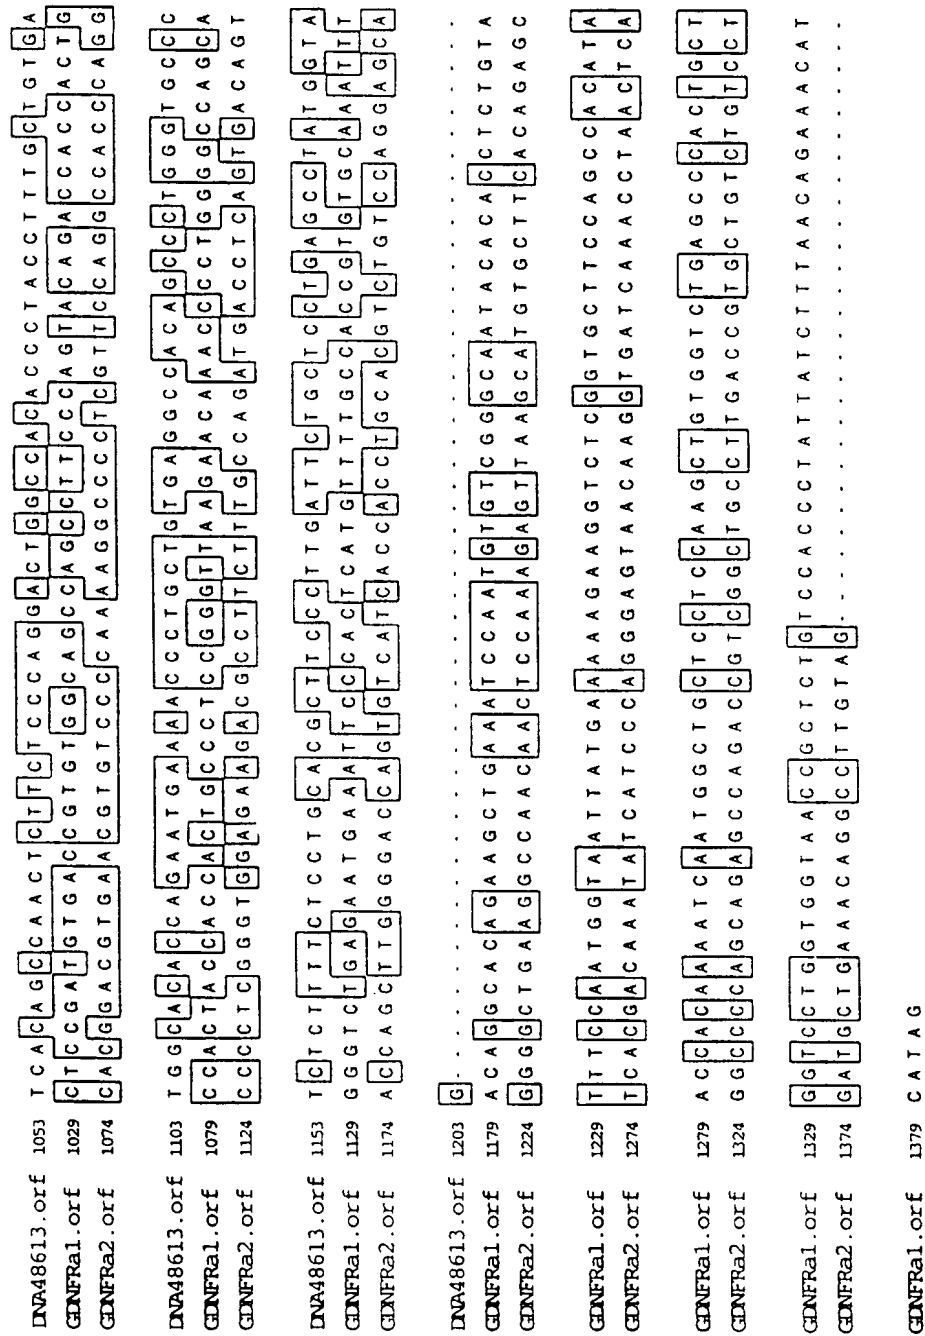 DNA48613.orf 1053 T C A C A G C C A A C T C T T C T C C C A G G A C T G G C C A C A C C C T A C C T T T G C T G T G A
GDNFRa1.orf 1029 C T C C G A T G T G A C C G T G T G G C A G C C A G C C T T C C C A G T A C A G A C C A C C A C T G
GDNFRa2.orf 1074 C A C G G A C G T G A A C G T G T C C C C A A A A G G C C C C T C G T T C C A G G C C A C C C A G G
DNA48613.orf 1103 T G G C A C A C C A G A A T G A A A A C C C T G C T G T G A G G C C A C A G C C C T G G G T G C C C
GDNFRa1.orf 1079 C C A C T A C C A C C A C T G C C C T C C G G G T T A A G A A C A A A C C C C T G G G G C C A G C A
GDNFRa2.orf 1124 C C C C T C G G G T G G A G A A G A C G C C T T C T T T G C C A G A T G A C C T C A G T G A C A G T
DNA48613.orf 1153 T C T C T T T T C T C C T G C A C G C T T C C C T T G A T T C T G C T C C T G A G C C T A T G G T A
GDNFRa1.orf 1129 G G G T C T G A G A A T G A A A T T C C C A C T C A T G T T T T G C C A C C G T G T G C A A A T T T
GDNFRa2.orf 1174 A C C A G C T T G G G G A C C A G T G T C A T C A C C A C C T G C A C G T C T G T C C A G G A G C A
DNA48613.orf 1203 G . . . . . . . . . . . . . . . . . . . . . . . . . . . . . . . . . . . . . . . . . . . . . . . . .
GDNFRa1.orf 1179 A C A G G C A C A G A A G C T G A A A T C C A A T G T G T C G G G C A A T A C A C A C C T C T G T A
GDNFRa2.orf 1224 G G G G C T G A A G G C C A A C A A C T C C A A A G A G T T A A G C A T G T G C T T C A C A G A G C
GDNFRa1.orf 1229 T T T C C A A T G G T A A T T A T G A A A A A G A A G G T C T C G G T G C T T C C A G C C A C A T A
GDNFRa2.orf 1274 T C A C G A C A A A T A T C A T C C C A G G G A G T A A C A A G G T G A T C A A A C C T A A C T C A
GDNFRa1.orf 1279 A C C A C A A A A T C A A T G G C T G C T C C T C C A A G C T G T G G T C T G A G C C C A C T G C T
GDNFRa2.orf 1324 G G C C C C A G C A G A G C C A G A C C G T C G G C T G C C T T G A C C G T G C T G T C T G T C C T
GDNFRa1.orf 1329 G G T C C T G G T G G T A A C C G C T C T G T C C A C C C T A T T A T C T T T A A C A G A A A C A T
GDNFRa2.orf 1374 G A T G C T G A A A C A G G C C T T G T A G . . . . . . . . . . . . . . . . . . . . . . . . . . . .
GDNFRa1.orf 1379 C A T A G